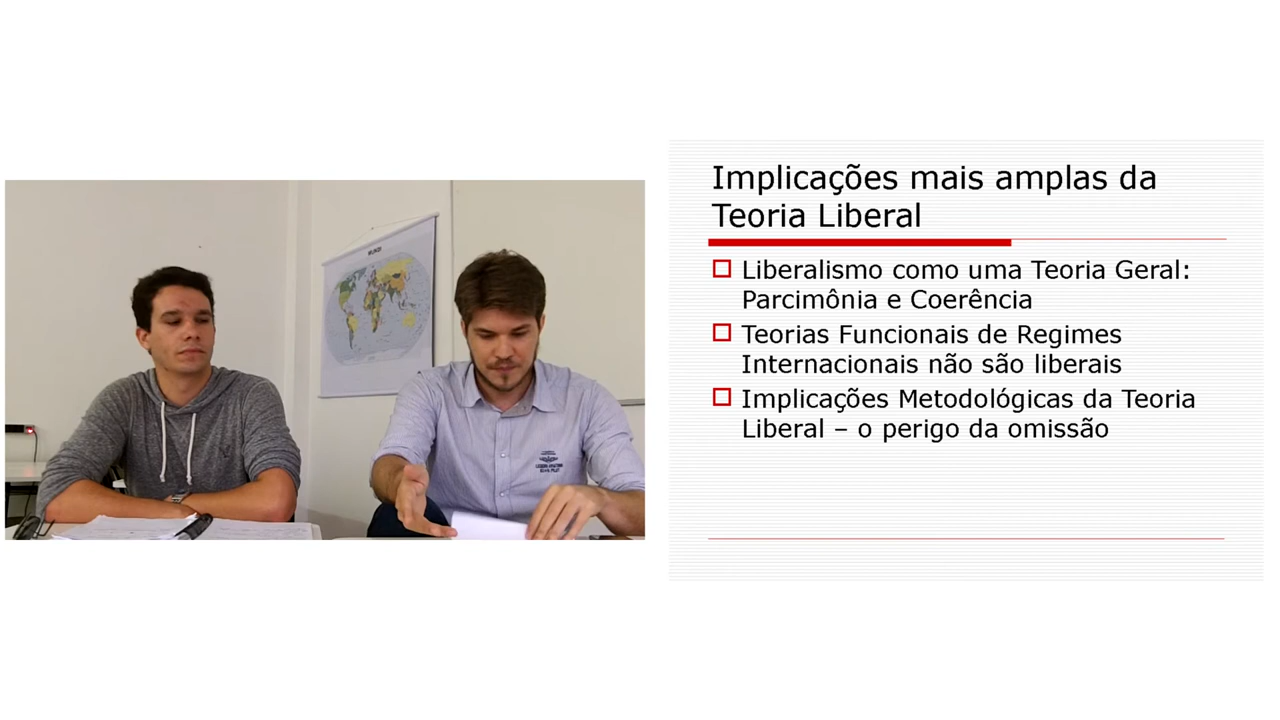 Implicações mais amplas da
Teoria Liberal
Liberalismo como uma Teoria Geral:
Parcimônia e Coerência
Teorias Funcionais de Regimes
Internacionais não são liberais
Implicações Metodológicas da Teoria
Liberal – o perigo da omissão